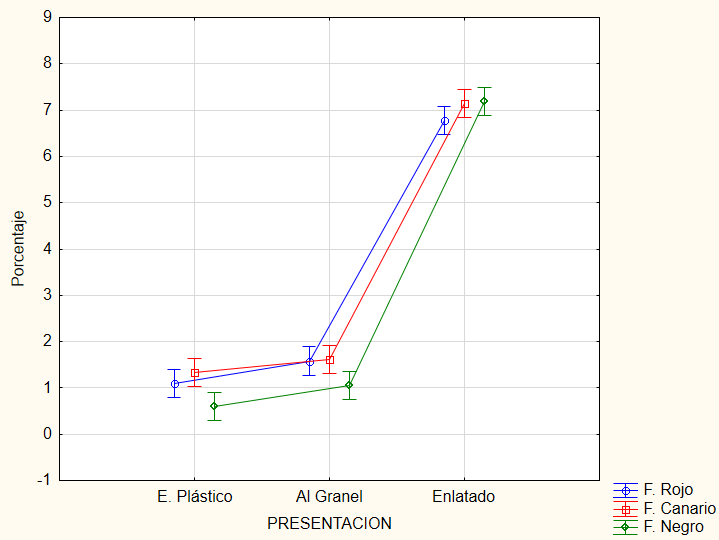 9
8
7
6
5
4
3
2
1
0
-1
Porcentaje
E. Plástico
Al Granel
Enlatado
PRESENTACION
F. Rojo
F. Canario
F. Negro